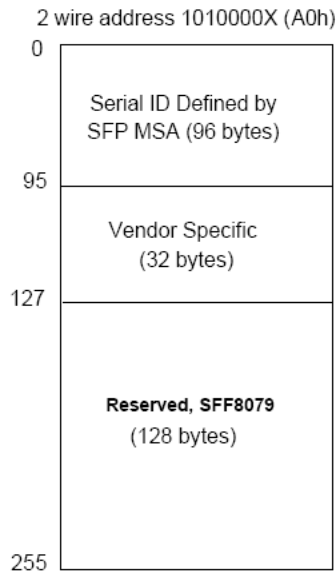 2 wire address 1010000X (A0h)
0
Serial ID Defined by
SFP MSA (96 bytes)
95
Vendor Specific
(32 bytes)
127
Reserved, SFF8079
(128 bytes)
255